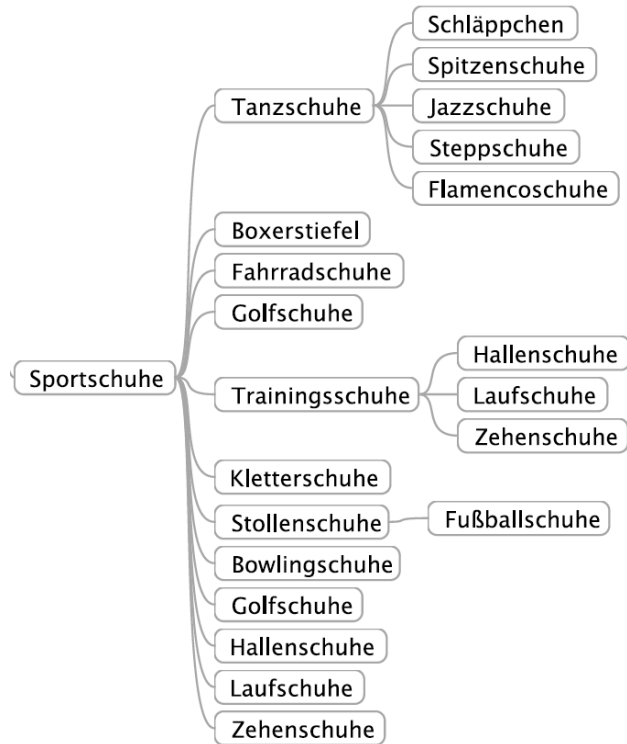 Schläppchen
Spitzenschuhe
Tanzschuhe
Jazzschuhe
Steppschuhe
Flamencoschuhe
Boxerstiefel
Fahrradschuhe
Golfschuhe
Hallenschuhe
Sportschuhe
Trainingsschuhe
Laufschuhe
Zehenschuhe
Kletterschuhe
Stollenschuhe
Fußballschuhe
Bowlingschuhe
Golfschuhe
Hallenschuhe
Laufschuhe
Zehenschuhe